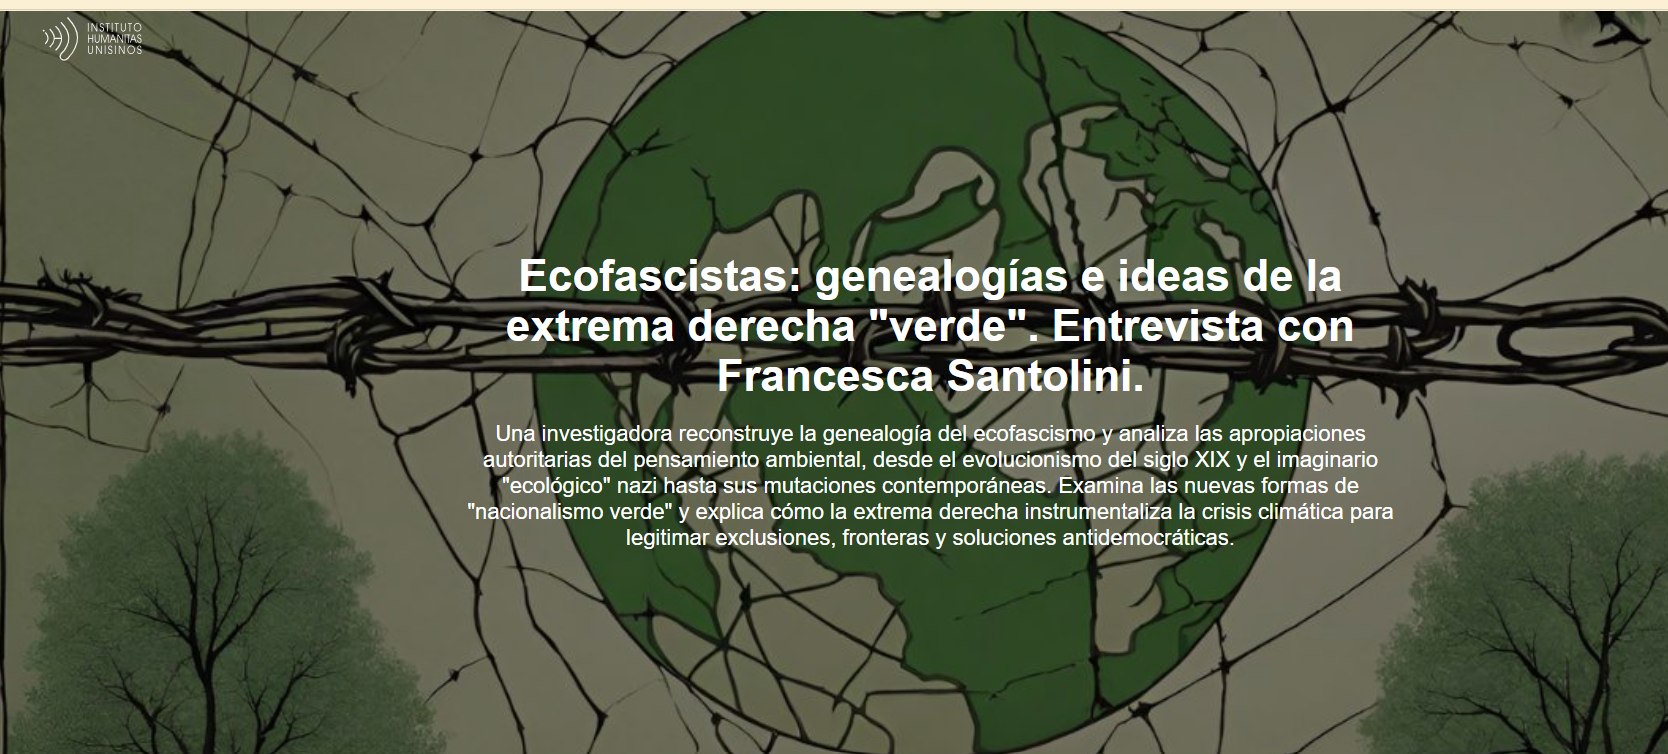 INSTITUTO
HUMANITAS
UNISINOS
Ecofascistas: genealogías e ideas de la
extrema derecha "verde". Entrevista con
Francesca Santolini.
Una investigadora reconstruye la genealogía del ecofascismo y analiza las apropiaciones
autoritarias del pensamiento ambiental, desde el evolucionismo del siglo XIX y el imaginario
"ecológico" nazi hasta sus mutaciones contemporáneas. Examina las nuevas formas de
"nacionalismo verde" y explica cómo la extrema derecha instrumentaliza la crisis climática para
legitimar exclusiones, fronteras y soluciones antidemocráticas.